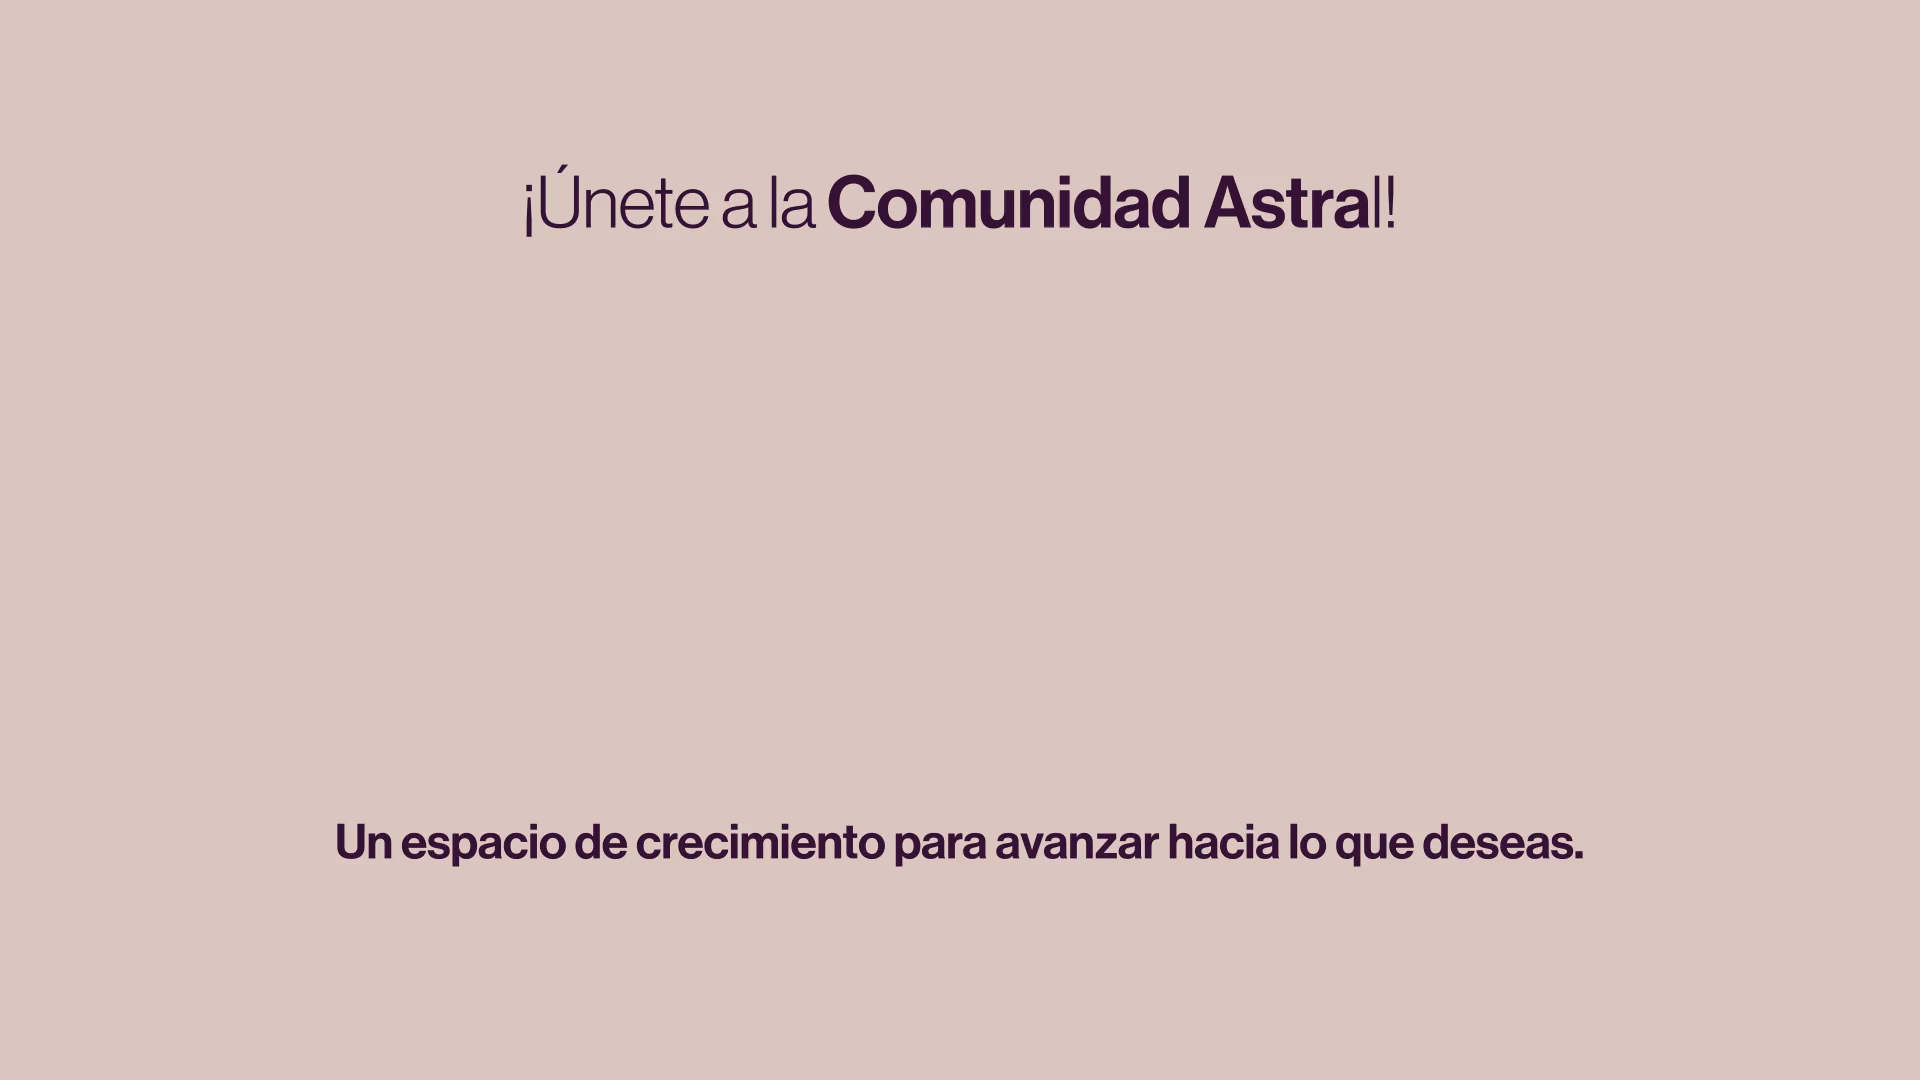 ¡Únete a la Comunidad Astral!
Un espacio de crecimiento para avanzar hacia lo que deseas.